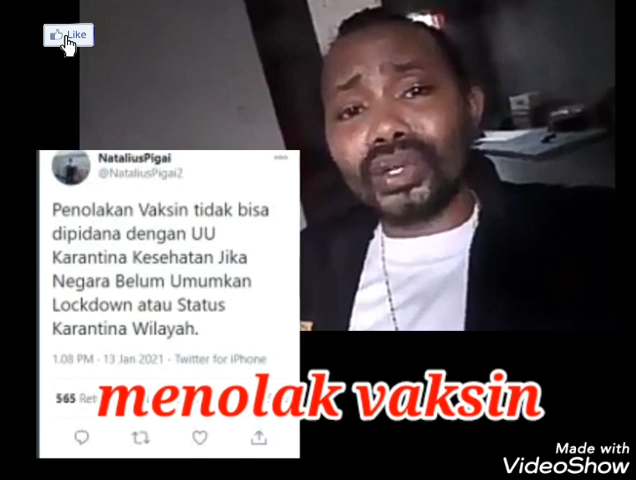 Like
NataliusPigai
@NataliusPigai2
Penolakan Vaksin tidak bisa
dipidana dengan UU
Karantina Kesehatan Jika
Negara Belum Umumkan
Lockdown atau Status
Karantina Wilayah.
1.08 PM · 13 Jan 2021 · Twitter for iPhone
565
menolak vaksin
Made with
VideoShow